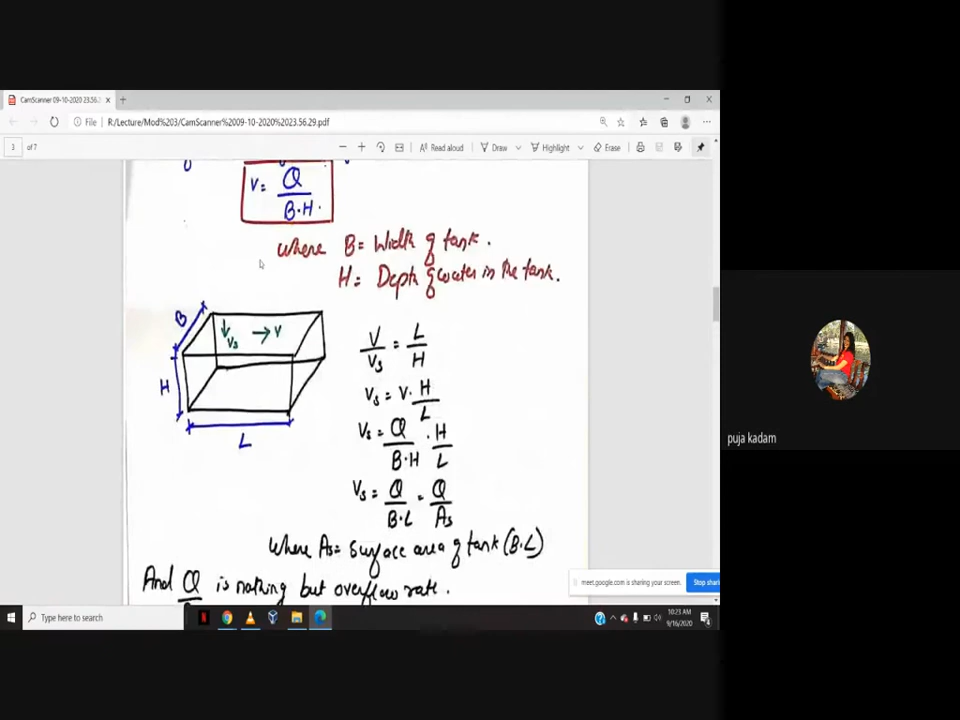 CamScanner 09-10-2020 23.56.2
File R:/Lecture/Mod%203/CamScanner%2009-10-2020%2023.56.29.pdf
3 of 7
Read aloud Draw Highlight Erase
V = Q / B·H.
where B = Width of tank.
H = Depth of water in the tank.
B
Vs → V
H
L
V / Vs = L / H
Vs = V · H / L
Vs = Q / B·H · H / L
Vs = Q / B·L = Q / As
where As = surface area of tank (B·L)
And Q is nothing but overflow rate.
puja kadam
meet.google.com is sharing your screen.
Stop shari
Type here to search
10:23 AM
9/16/2020